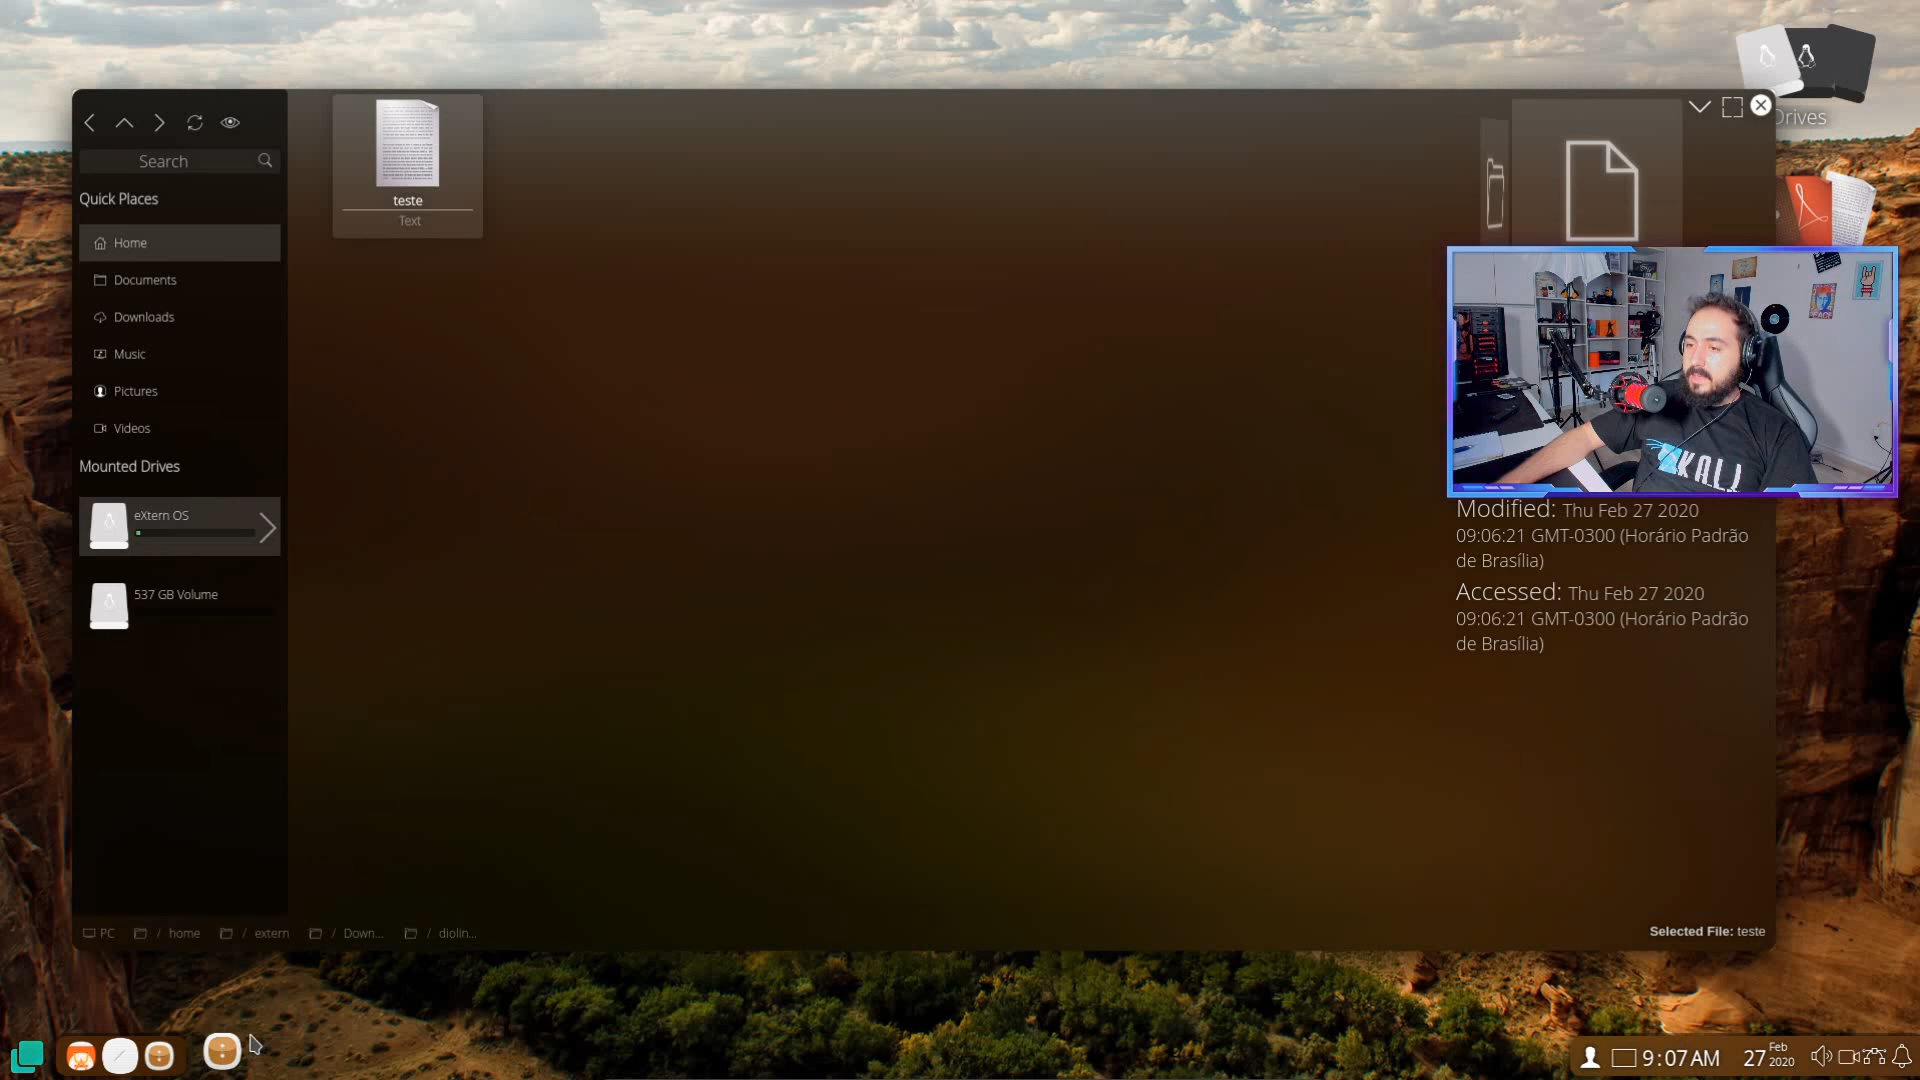 Drives
Search
Quick Places
Home
Documents
Downloads
Music
Pictures
Videos
Mounted Drives
eXtern OS
537 GB Volume
teste
Text
KALI
Modified: Thu Feb 27 2020
09:06:21 GMT-0300 (Horário Padrão
de Brasília)
Accessed: Thu Feb 27 2020
09:06:21 GMT-0300 (Horário Padrão
de Brasília)
PC / home / extern / Down... / diolin...
Selected File: teste
9:07AM 27 Feb
2020